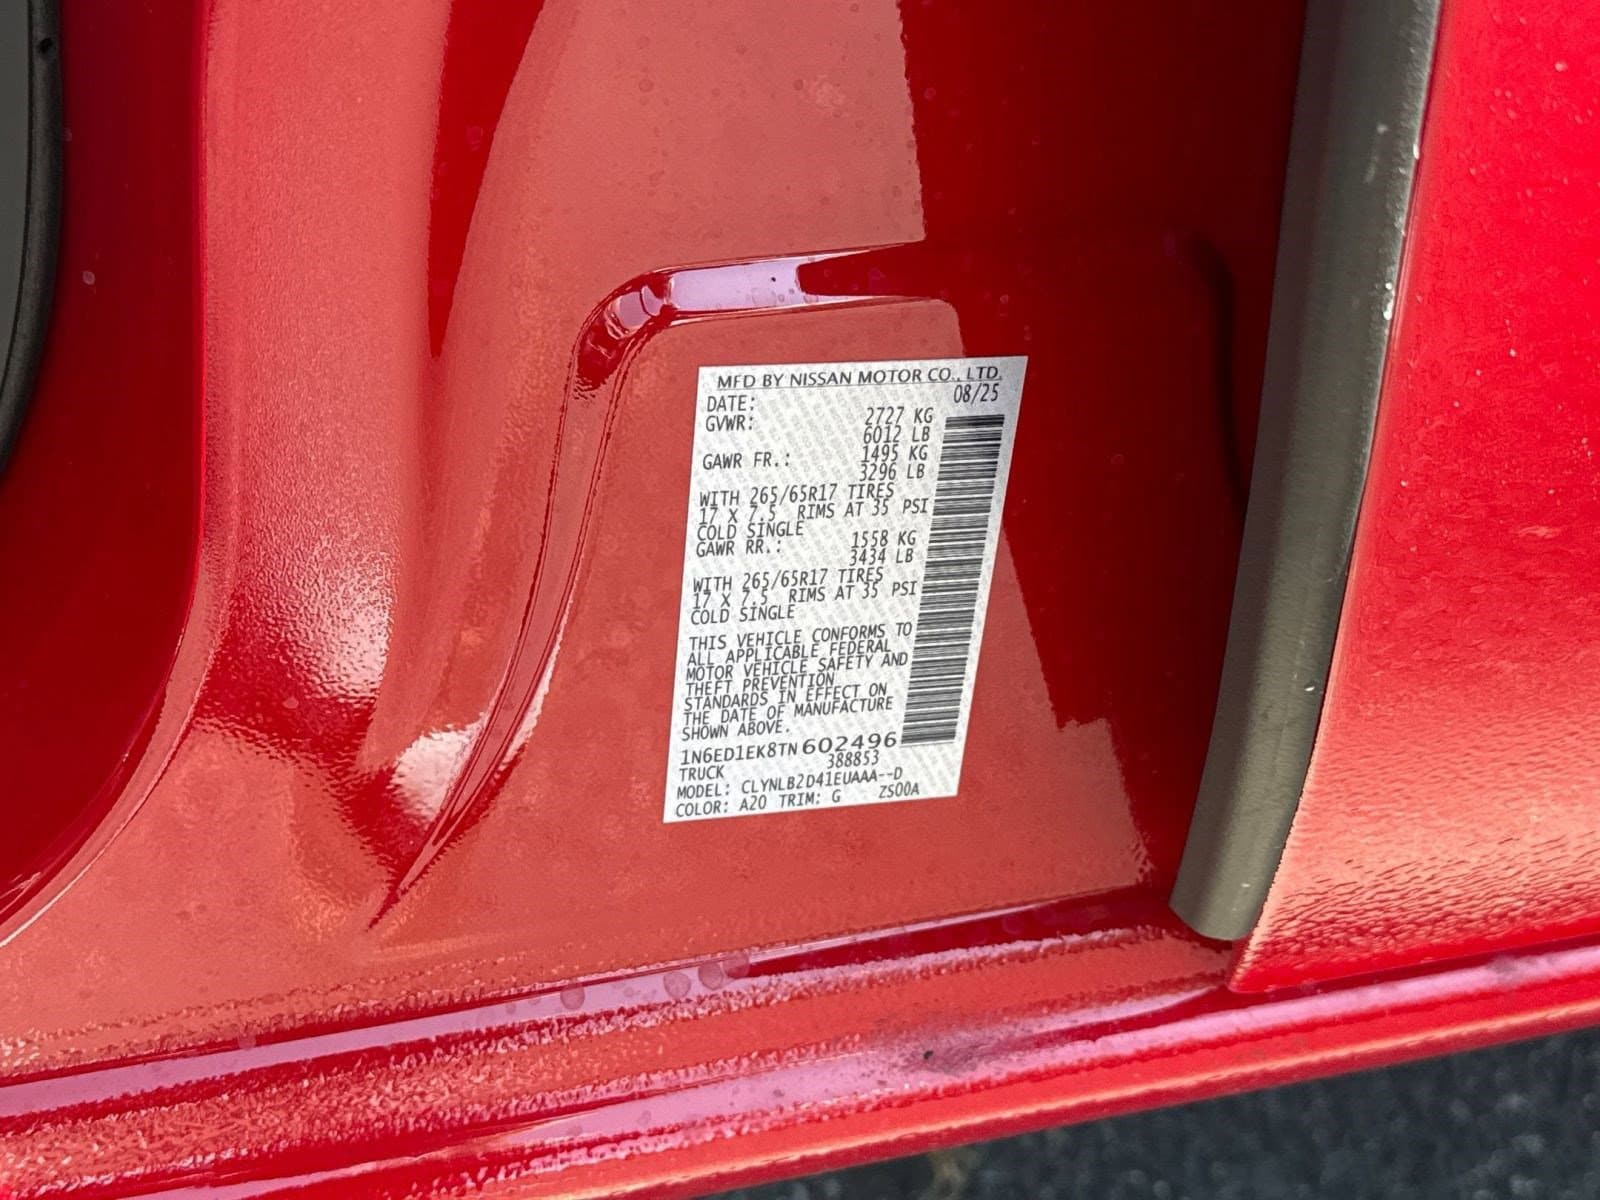 MFD BY NISSAN MOTOR CO., LTD.
DATE: 08/25
GVWR: 2727 KG
6012 LB
GAWR FR.: 1495 KG
3296 LB
WITH 265/65R17 TIRES
17 X 7.5 RIMS AT 35 PSI
COLD SINGLE
GAWR RR.: 1558 KG
3434 LB
WITH 265/65R17 TIRES
17 X 7.5 RIMS AT 35 PSI
COLD SINGLE
THIS VEHICLE CONFORMS TO
ALL APPLICABLE FEDERAL
MOTOR VEHICLE SAFETY AND
THEFT PREVENTION
STANDARDS IN EFFECT ON
THE DATE OF MANUFACTURE
SHOWN ABOVE.
1N6ED1EK8TN602496
TRUCK 388853
MODEL: CLYNLB2D41EUAAA--D
COLOR: A20 TRIM: G ZS00A